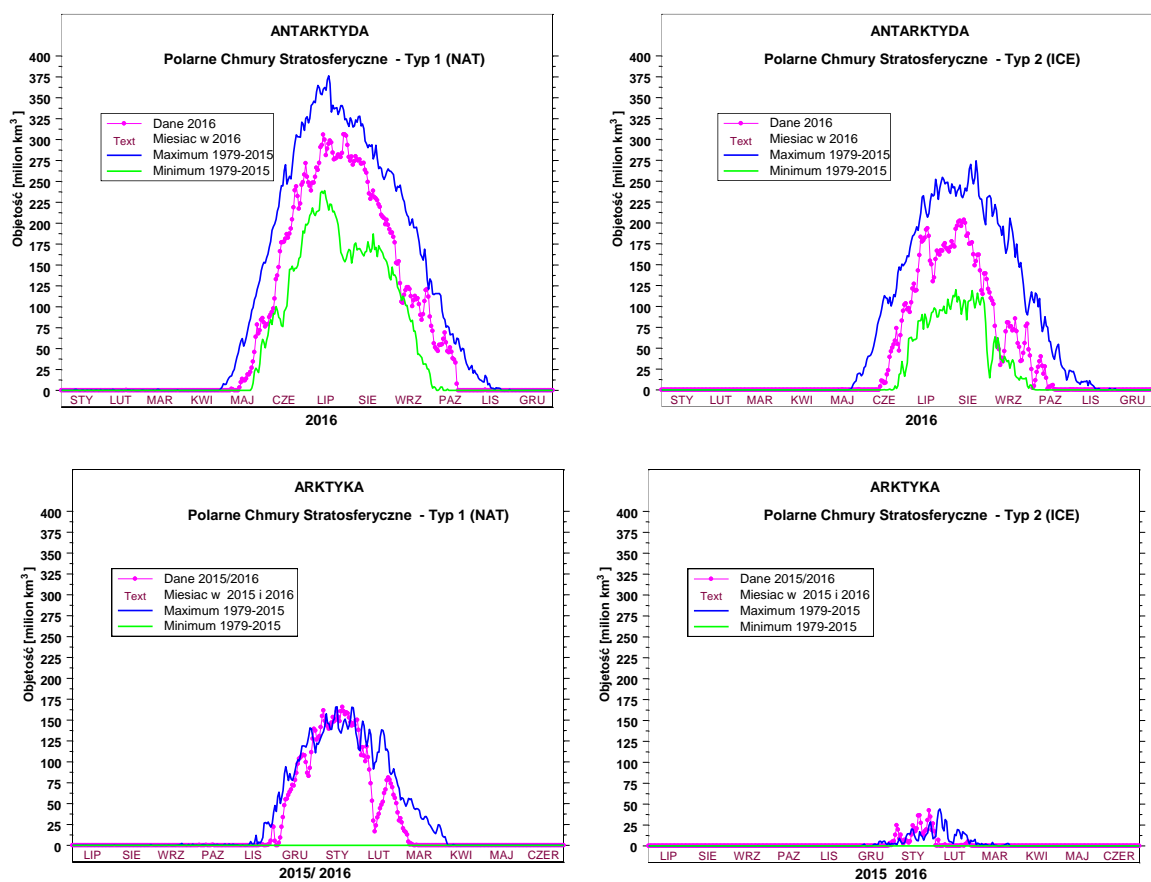 ANTARKTYDA
Polarne Chmury Stratosferyczne - Typ 1 (NAT)
Objetość [milion km3 ]
400
375
350
325
300
275
250
225
200
175
150
125
100
75
50
25
0
Dane 2016
Text Miesiac w 2016
Maximum 1979-2015
Minimum 1979-2015
STY LUT MAR KWI MAJ CZE LIP SIE WRZ PAZ LIS GRU
2016
ANTARKTYDA
Polarne Chmury Stratosferyczne - Typ 2 (ICE)
Objetość [milion km3 ]
400
375
350
325
300
275
250
225
200
175
150
125
100
75
50
25
0
Dane 2016
Text Miesiac w 2016
Maximum 1979-2015
Minimum 1979-2015
STY LUT MAR KWI MAJ CZE LIP SIE WRZ PAZ LIS GRU
2016
ARKTYKA
Polarne Chmury Stratosferyczne - Typ 1 (NAT)
Objetość [milion km3 ]
400
375
350
325
300
275
250
225
200
175
150
125
100
75
50
25
0
Dane 2015/2016
Text Miesiac w 2015 i 2016
Maximum 1979-2015
Minimum 1979-2015
LIP SIE WRZ PAZ LIS GRU STY LUT MAR KWI MAJ CZER
2015/ 2016
ARKTYKA
Polarne Chmury Stratosferyczne - Typ 2 (ICE)
Objetość [milion km3 ]
400
375
350
325
300
275
250
225
200
175
150
125
100
75
50
25
0
Dane 2015/2016
Text Miesiac w 2015 i 2016
Maximum 1979-2015
Minimum 1979-2015
LIP SIE WRZ PAZ LIS GRU STY LUT MAR KWI MAJ CZER
2015 2016